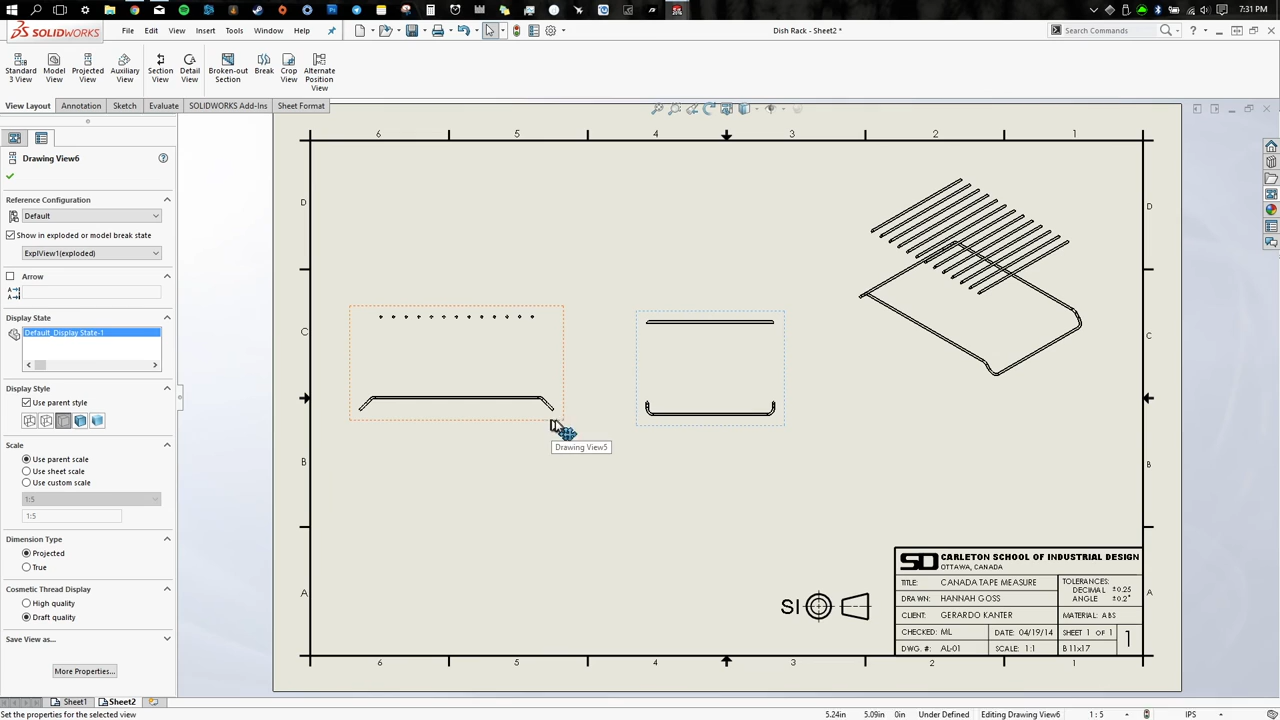 7:31 PM
SOLIDWORKS
File
Edit
View
Insert
Tools
Window
Help
Dish Rack - Sheet2 *
Search Commands
Standard 3 View
Model View
Projected View
Auxiliary View
Section View
Detail View
Broken-out Section
Break
Crop View
Alternate Position View
View Layout
Annotation
Sketch
Evaluate
SOLIDWORKS Add-Ins
Sheet Format
Drawing View6
Reference Configuration
Default
Show in exploded or model break state
ExplView1(exploded)
Arrow
Display State
Default_Display State-1
Display Style
Use parent style
Scale
Use parent scale
Use sheet scale
Use custom scale
1:5
1:5
Dimension Type
Projected
True
Cosmetic Thread Display
High quality
Draft quality
Save View as...
More Properties...
6 5 4 3 2 1
D D
C C
B B
A A
Drawing View5
SI
SD CARLETON SCHOOL OF INDUSTRIAL DESIGN
OTTAWA, CANADA
TITLE: CANADA TAPE MEASURE
TOLERANCES:
DECIMAL ±0.25
ANGLE ±0.2°
DRAWN: HANNAH GOSS
CLIENT: GERARDO KANTER
MATERIAL: ABS
CHECKED: ML
DATE: 04/19/14
SHEET 1 OF 1
1
DWG. #: AL-01
SCALE: 1:1
B 11x17
6 5 4 3 2 1
Sheet1
Sheet2
Set the properties for the selected view
5.24in
5.09in
0in
Under Defined
Editing Drawing View6
1 : 5
IPS